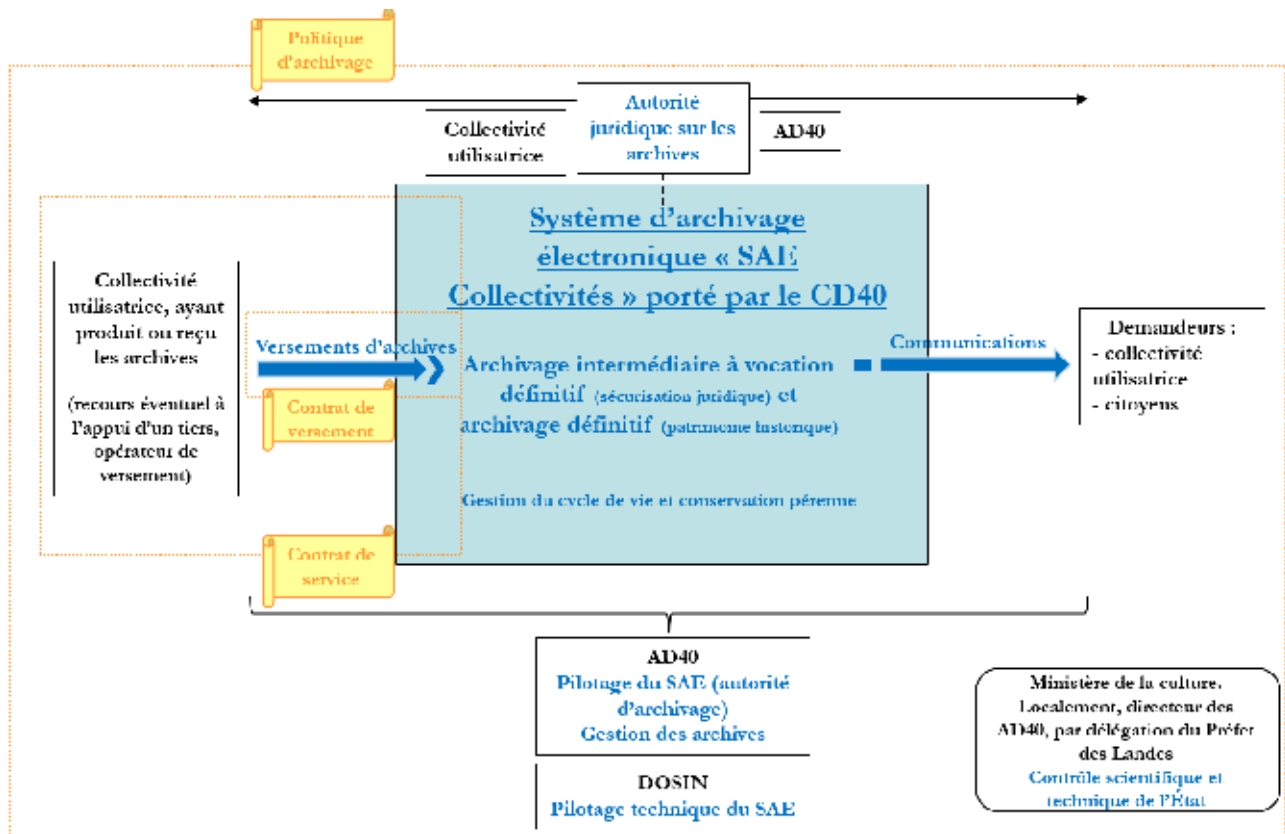 Politique
d'archivage
Autorité
juridique sur les
archives
Collectivité
utilisatrice
AD40
Système d'archivage
électronique « SAE
Collectivités » porté par le CD40
Collectivité
utilisatrice, ayant
produit ou reçu
les archives
(recours éventuel à
l'appui d'un tiers,
opérateur de
versement)
Versements d'archives
Contrat de
versement
Archivage intermédiaire à vocation
définitif (sécurisation juridique) et
archivage définitif (patrimoine historique)
Gestion du cycle de vie et conservation pérenne
Communications
Demandeurs :
- collectivité
utilisatrice
- citoyens
Contrat de
service
AD40
Pilotage du SAE (autorité
d'archivage)
Gestion des archives
DOSIN
Pilotage technique du SAE
Ministère de la culture.
Localement, directeur des
AD40, par délégation du Préfet
des Landes
Contrôle scientifique et
technique de l'État